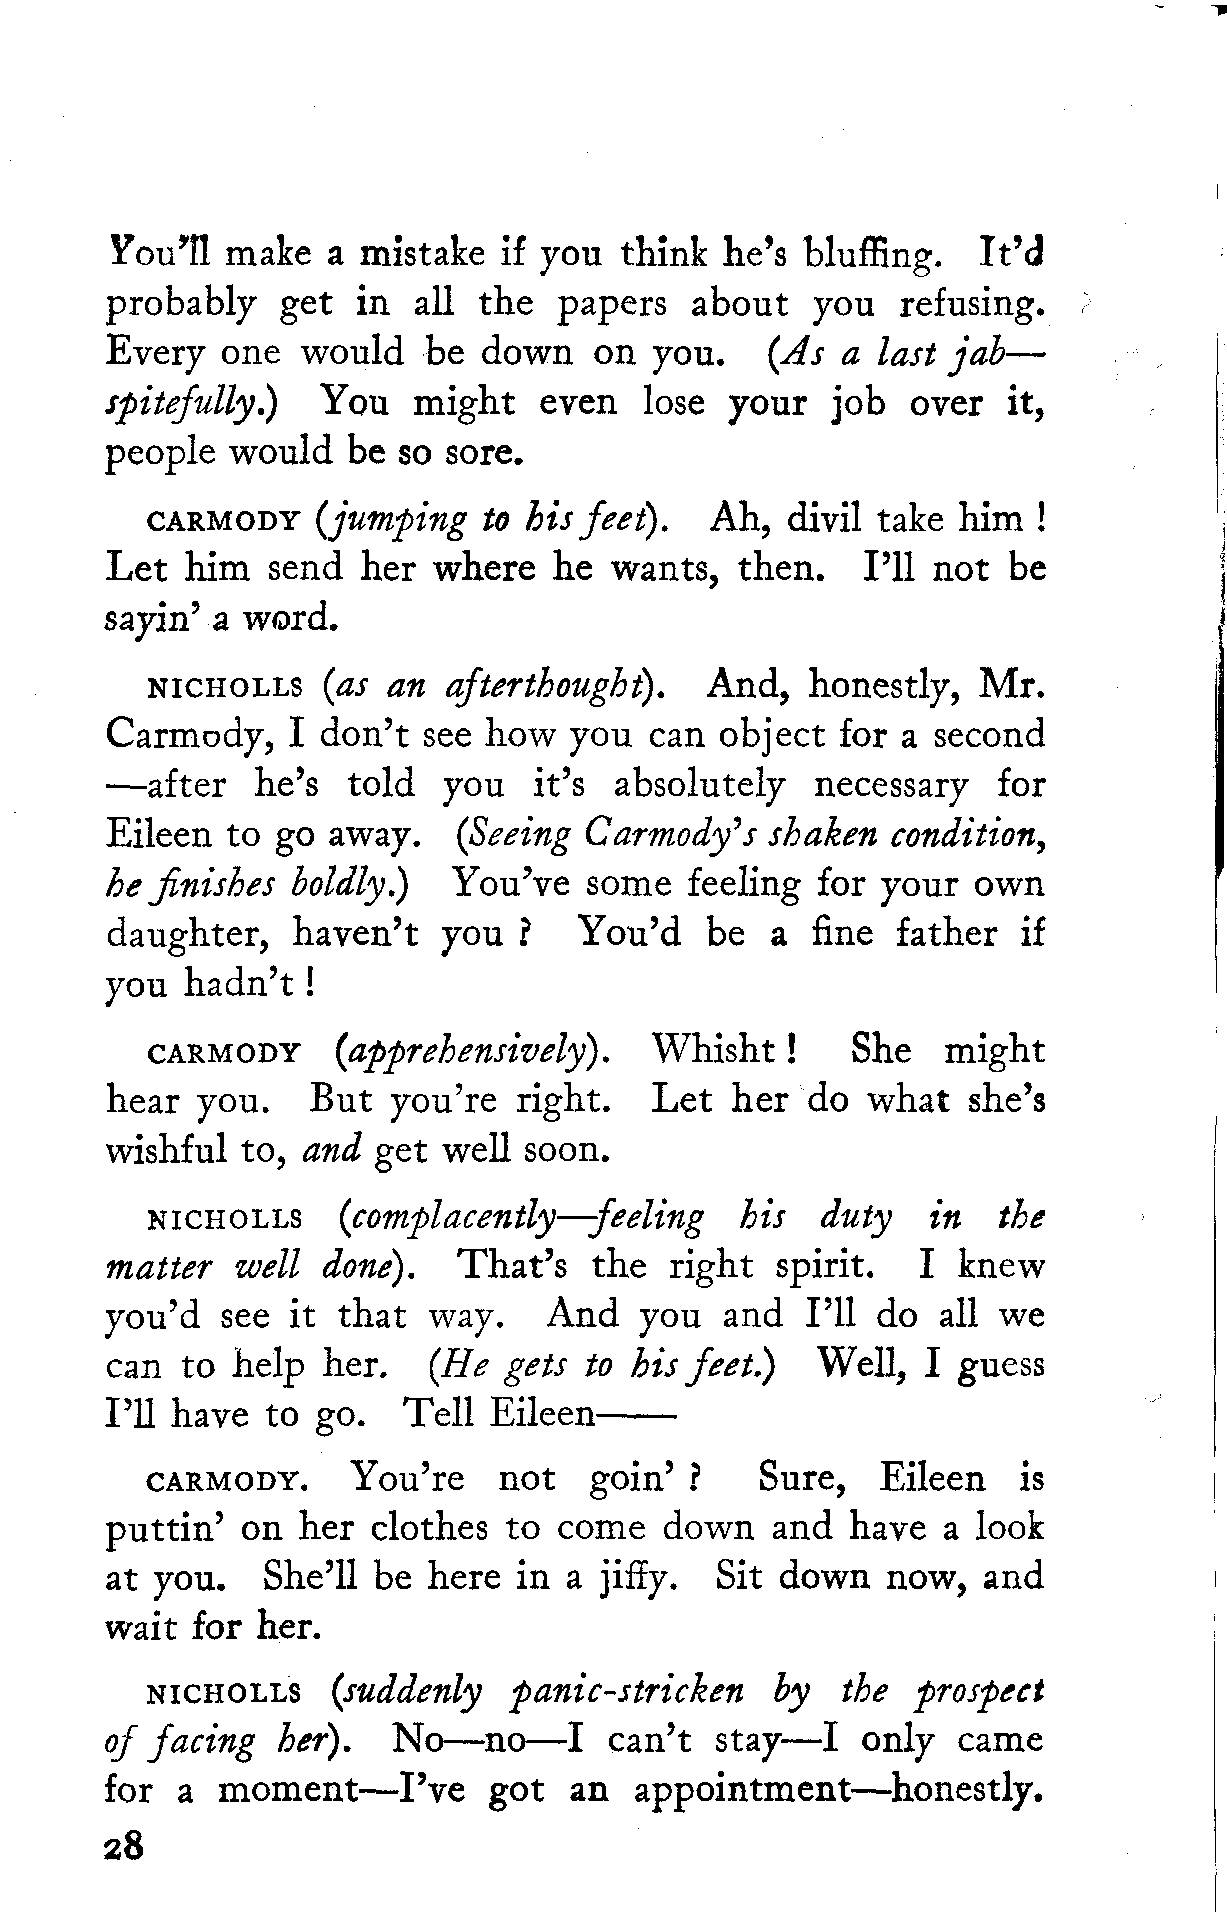 You'll make a mistake if you think he's bluffing. It'd
probably get in all the papers about you refusing.
Every one would be down on you. (As a last jab—
spitefully.) You might even lose your job over it,
people would be so sore.
CARMODY (jumping to his feet). Ah, divil take him !
Let him send her where he wants, then. I'll not be
sayin' a word.
NICHOLLS (as an afterthought). And, honestly, Mr.
Carmody, I don't see how you can object for a second
—after he's told you it's absolutely necessary for
Eileen to go away. (Seeing Carmody's shaken condition,
he finishes boldly.) You've some feeling for your own
daughter, haven't you ? You'd be a fine father if
you hadn't !
CARMODY (apprehensively). Whisht ! She might
hear you. But you're right. Let her do what she's
wishful to, and get well soon.
NICHOLLS (complacently—feeling his duty in the
matter well done). That's the right spirit. I knew
you'd see it that way. And you and I'll do all we
can to help her. (He gets to his feet.) Well, I guess
I'll have to go. Tell Eileen——
CARMODY. You're not goin' ? Sure, Eileen is
puttin' on her clothes to come down and have a look
at you. She'll be here in a jiffy. Sit down now, and
wait for her.
NICHOLLS (suddenly panic-stricken by the prospect
of facing her). No—no—I can't stay—I only came
for a moment—I've got an appointment—honestly.
28